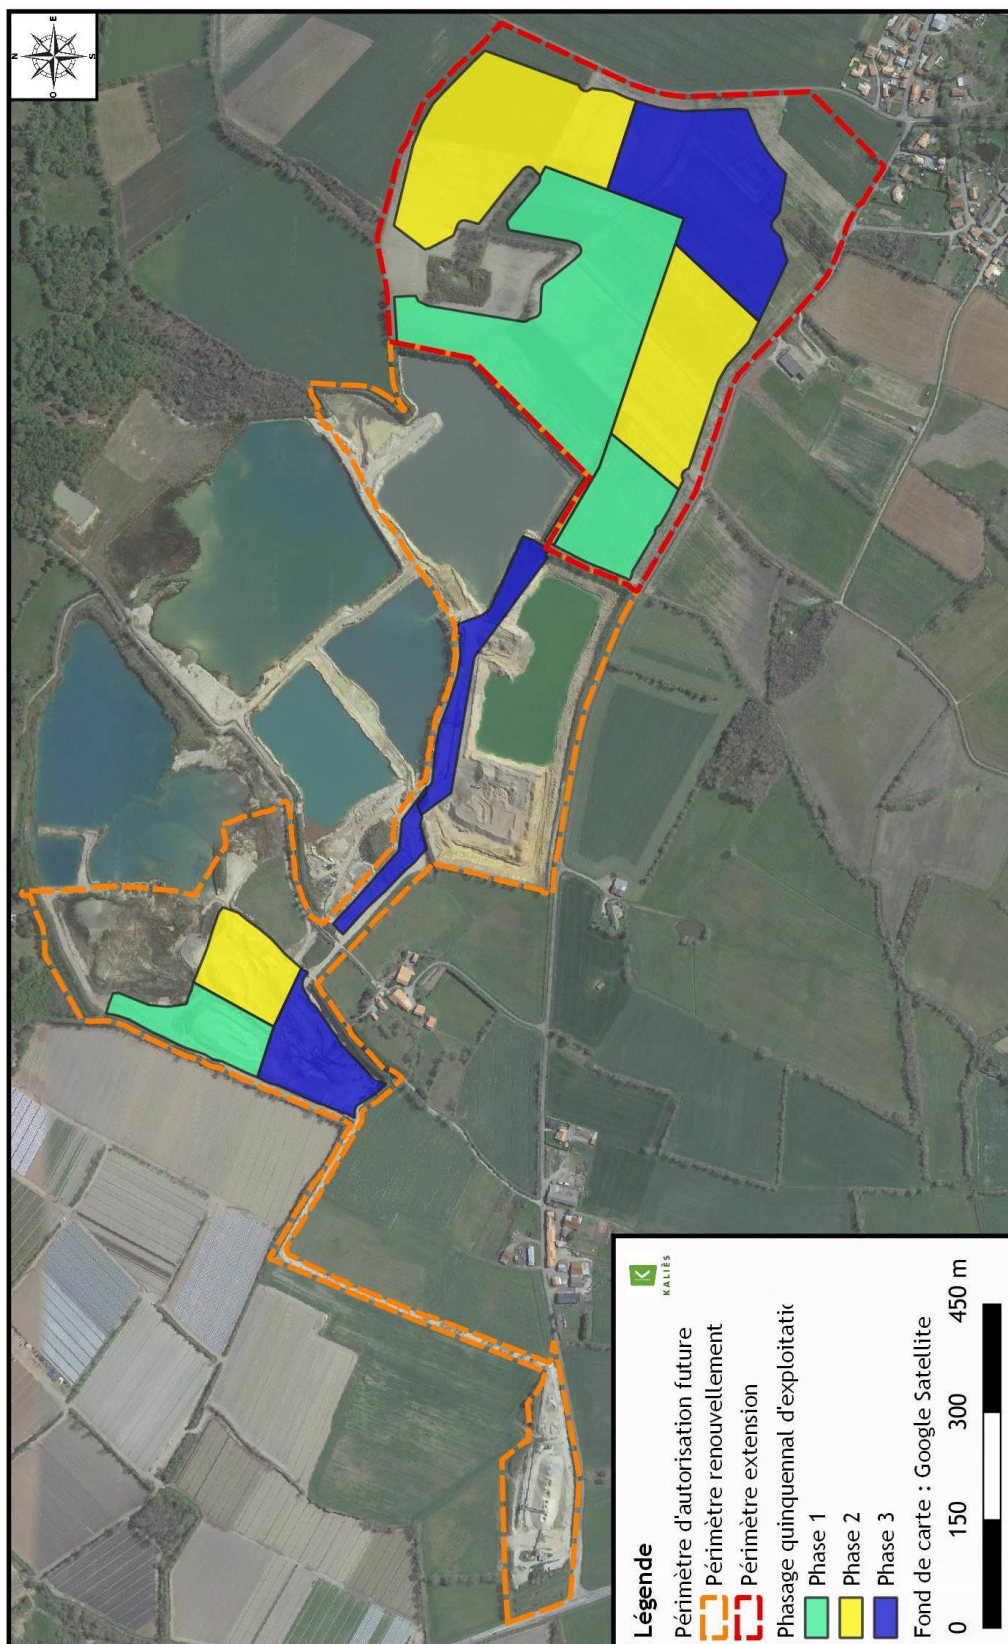 N
E
S
O
Légende
KALIÈS
Périmètre d'autorisation future
Périmètre renouvellement
Périmètre extension
Phasage quinquennal d'exploitatic
Phase 1
Phase 2
Phase 3
Fond de carte : Google Satellite
0 150 300 450 m